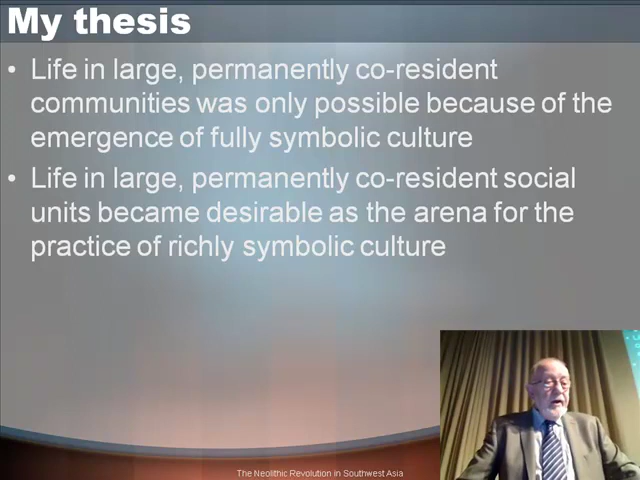 My thesis
• Life in large, permanently co-resident
communities was only possible because of the
emergence of fully symbolic culture
• Life in large, permanently co-resident social
units became desirable as the arena for the
practice of richly symbolic culture
The Neolithic Revolution in Southwest Asia